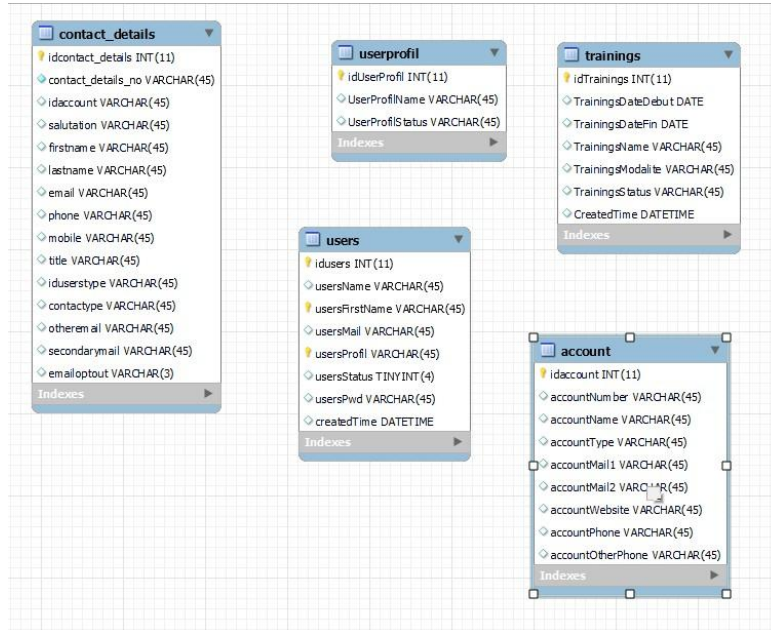 contact_details
idcontact_details INT(11)
contact_details_no VARCHAR(45)
idaccount VARCHAR(45)
salutation VARCHAR(45)
firstname VARCHAR(45)
lastname VARCHAR(45)
email VARCHAR(45)
phone VARCHAR(45)
mobile VARCHAR(45)
title VARCHAR(45)
iduserstype VARCHAR(45)
contactype VARCHAR(45)
otheremail VARCHAR(45)
secondarymail VARCHAR(45)
emailoptout VARCHAR(3)
Indexes
userprofil
idUserProfil INT(11)
UserProfilName VARCHAR(45)
UserProfilStatus VARCHAR(45)
Indexes
trainings
idTrainings INT(11)
TrainingsDateDebut DATE
TrainingsDateFin DATE
TrainingsName VARCHAR(45)
TrainingsModalite VARCHAR(45)
TrainingsStatus VARCHAR(45)
CreatedTime DATETIME
Indexes
users
idusers INT(11)
usersName VARCHAR(45)
usersFirstName VARCHAR(45)
usersMail VARCHAR(45)
usersProfil VARCHAR(45)
usersStatus TINYINT(4)
usersPwd VARCHAR(45)
createdTime DATETIME
Indexes
account
idaccount INT(11)
accountNumber VARCHAR(45)
accountName VARCHAR(45)
accountType VARCHAR(45)
accountMail1 VARCHAR(45)
accountMail2 VARCHAR(45)
accountWebsite VARCHAR(45)
accountPhone VARCHAR(45)
accountOtherPhone VARCHAR(45)
Indexes